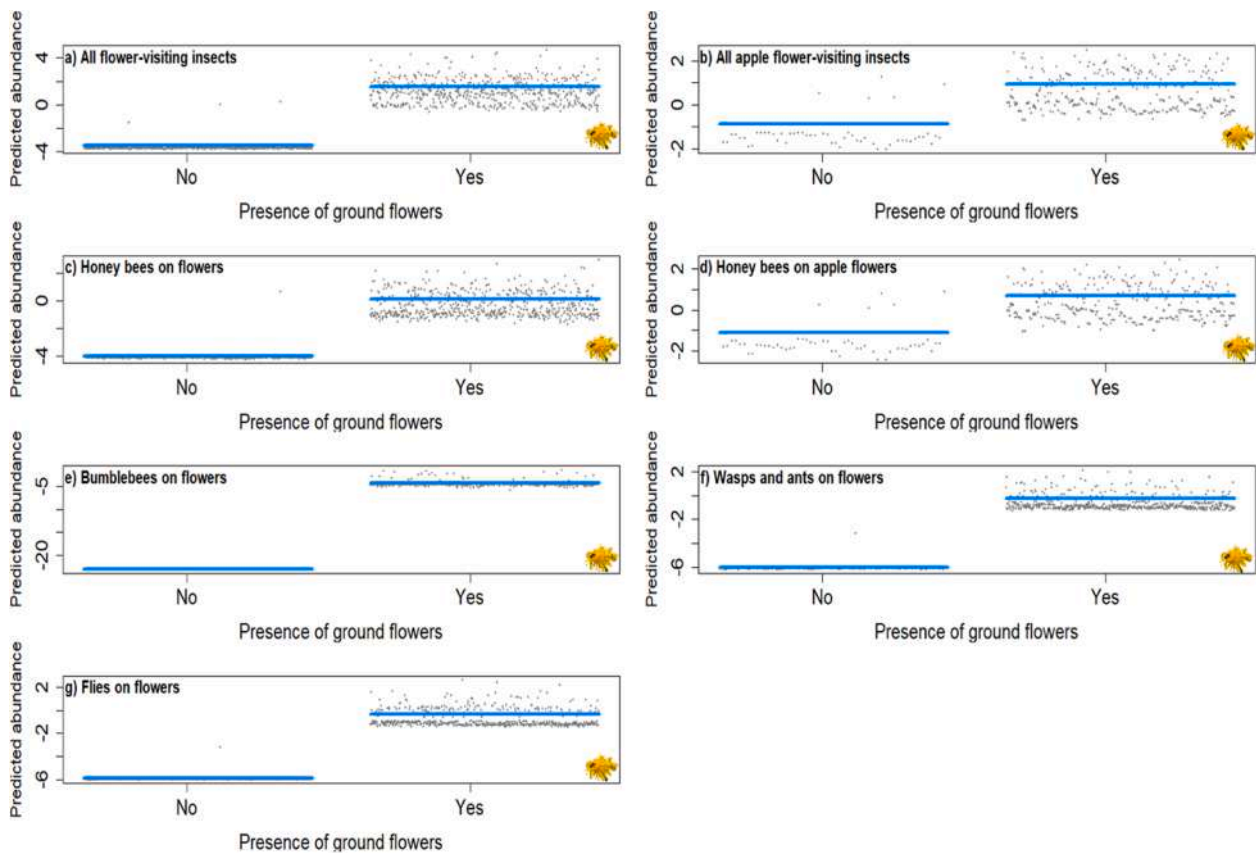 a) All flower-visiting insects
Predicted abundance
4
0
-4
No
Yes
Presence of ground flowers
b) All apple flower-visiting insects
Predicted abundance
2
0
-2
No
Yes
Presence of ground flowers
c) Honey bees on flowers
Predicted abundance
0
-4
No
Yes
Presence of ground flowers
d) Honey bees on apple flowers
Predicted abundance
2
0
-2
No
Yes
Presence of ground flowers
e) Bumblebees on flowers
Predicted abundance
-5
-20
No
Yes
Presence of ground flowers
f) Wasps and ants on flowers
Predicted abundance
2
-2
-6
No
Yes
Presence of ground flowers
g) Flies on flowers
Predicted abundance
2
-2
-6
No
Yes
Presence of ground flowers